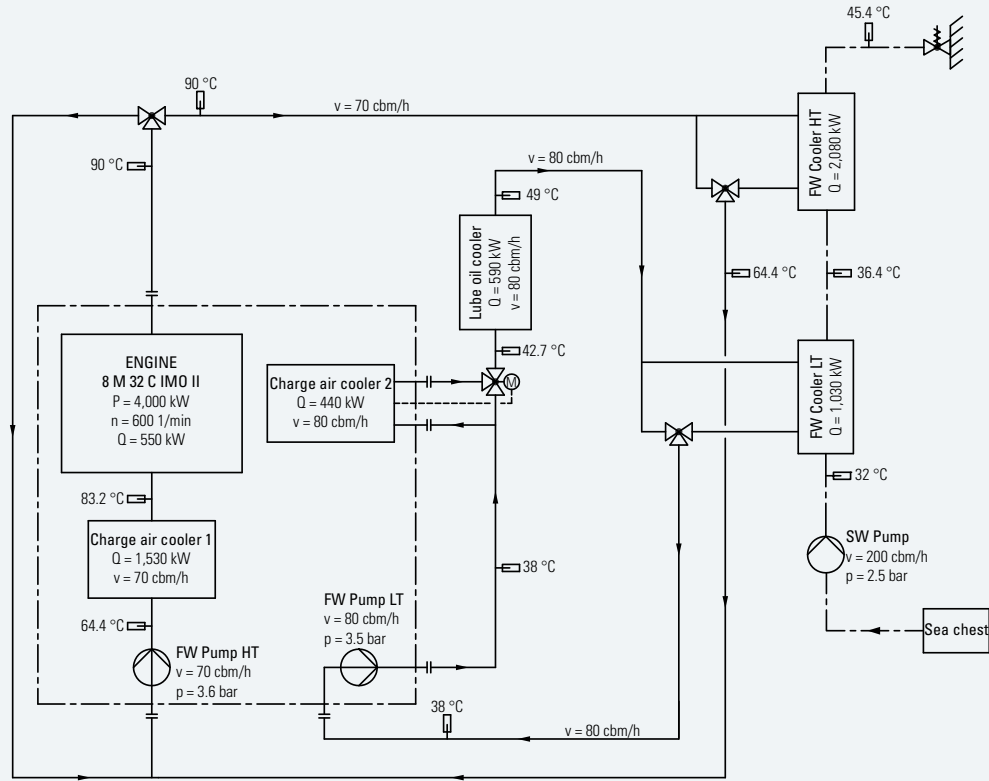 45.4 °C
90 °C
v = 70 cbm/h
FW Cooler HT
Q = 2,080 kW
90 °C
v = 80 cbm/h
49 °C
Lube oil cooler
Q = 590 kW
v = 80 cbm/h
64.4 °C
36.4 °C
42.7 °C
ENGINE
8 M 32 C IMO II
P = 4,000 kW
n = 600 1/min
Q = 550 kW
Charge air cooler 2
Q = 440 kW
v = 80 cbm/h
M
FW Cooler LT
Q = 1,030 kW
32 °C
83.2 °C
Charge air cooler 1
Q = 1,530 kW
v = 70 cbm/h
SW Pump
v = 200 cbm/h
p = 2.5 bar
38 °C
FW Pump LT
v = 80 cbm/h
p = 3.5 bar
64.4 °C
Sea chest
FW Pump HT
v = 70 cbm/h
p = 3.6 bar
38 °C
v = 80 cbm/h